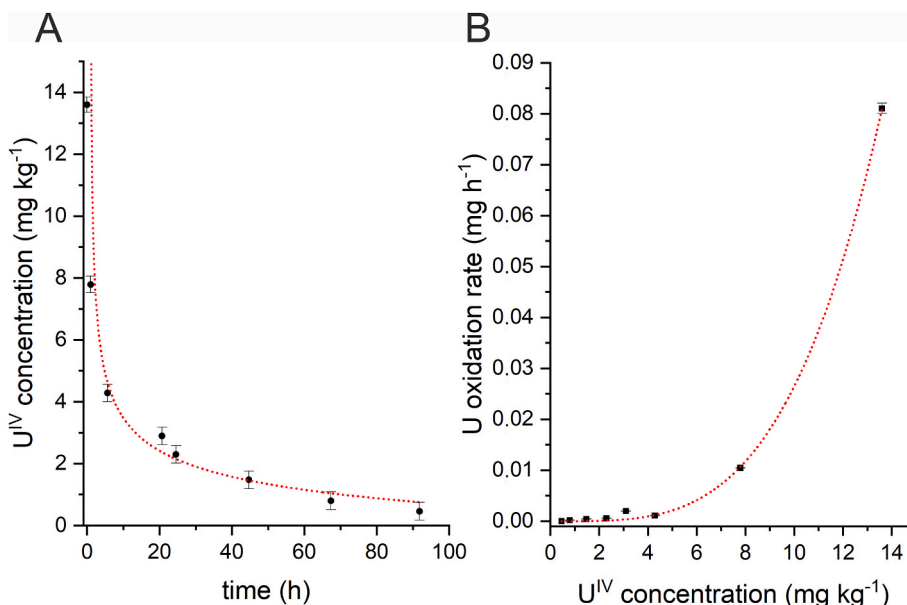 A
U^IV concentration (mg kg^-1)
14
12
10
8
6
4
2
0
0 20 40 60 80 100
time (h)
B
U oxidation rate (mg h^-1)
0.09
0.08
0.07
0.06
0.05
0.04
0.03
0.02
0.01
0.00
0 2 4 6 8 10 12 14 16
U^IV concentration (mg kg^-1)